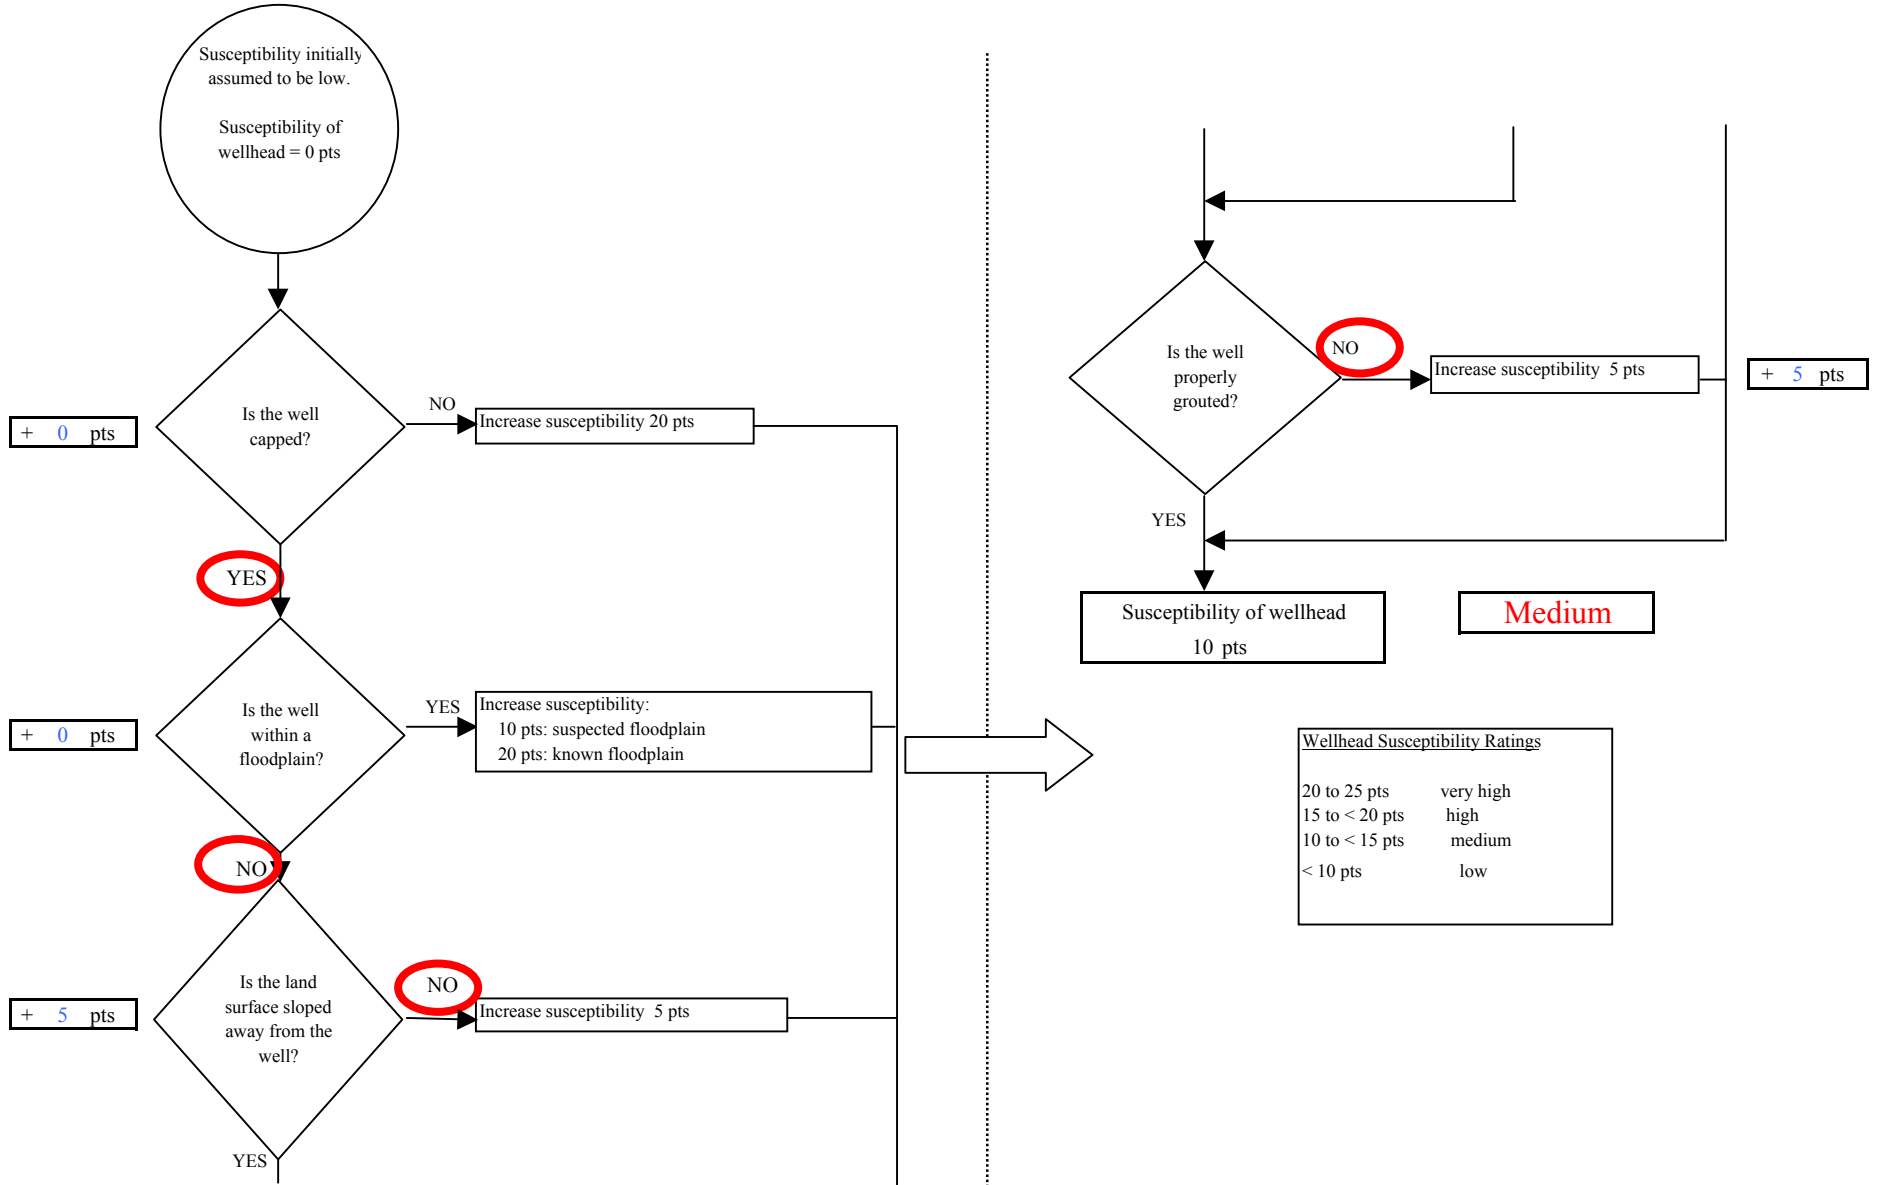 Susceptibility initially
assumed to be low.
Susceptibility of
wellhead = 0 pts
Is the well
capped?
NO
Increase susceptibility 20 pts
+ 0 pts
YES
Is the well
within a
floodplain?
YES
Increase susceptibility:
10 pts: suspected floodplain
20 pts: known floodplain
+ 0 pts
NO
Is the land
surface sloped
away from the
well?
NO
Increase susceptibility 5 pts
+ 5 pts
YES
Is the well
properly
grouted?
NO
Increase susceptibility 5 pts
+ 5 pts
YES
Susceptibility of wellhead
10 pts
Medium
Wellhead Susceptibility Ratings
20 to 25 pts very high
15 to < 20 pts high
10 to < 15 pts medium
< 10 pts low